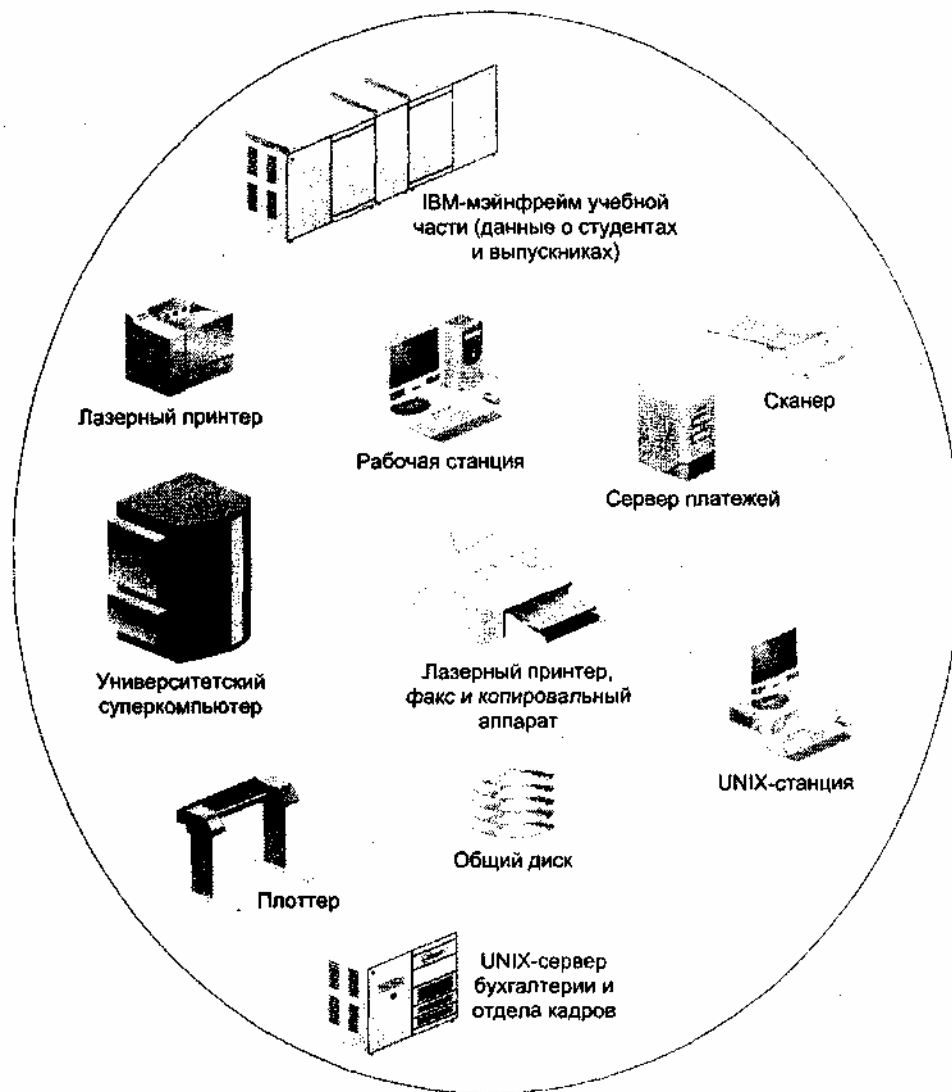 IBM-мэйнфрейм учебной
части (данные о студентах
и выпускниках)
Лазерный принтер
Рабочая станция
Сканер
Сервер платежей
Университетский
суперкомпьютер
Лазерный принтер,
факс и копировальный
аппарат
UNIX-станция
Плоттер
Общий диск
UNIX-сервер
бухгалтерии и
отдела кадров